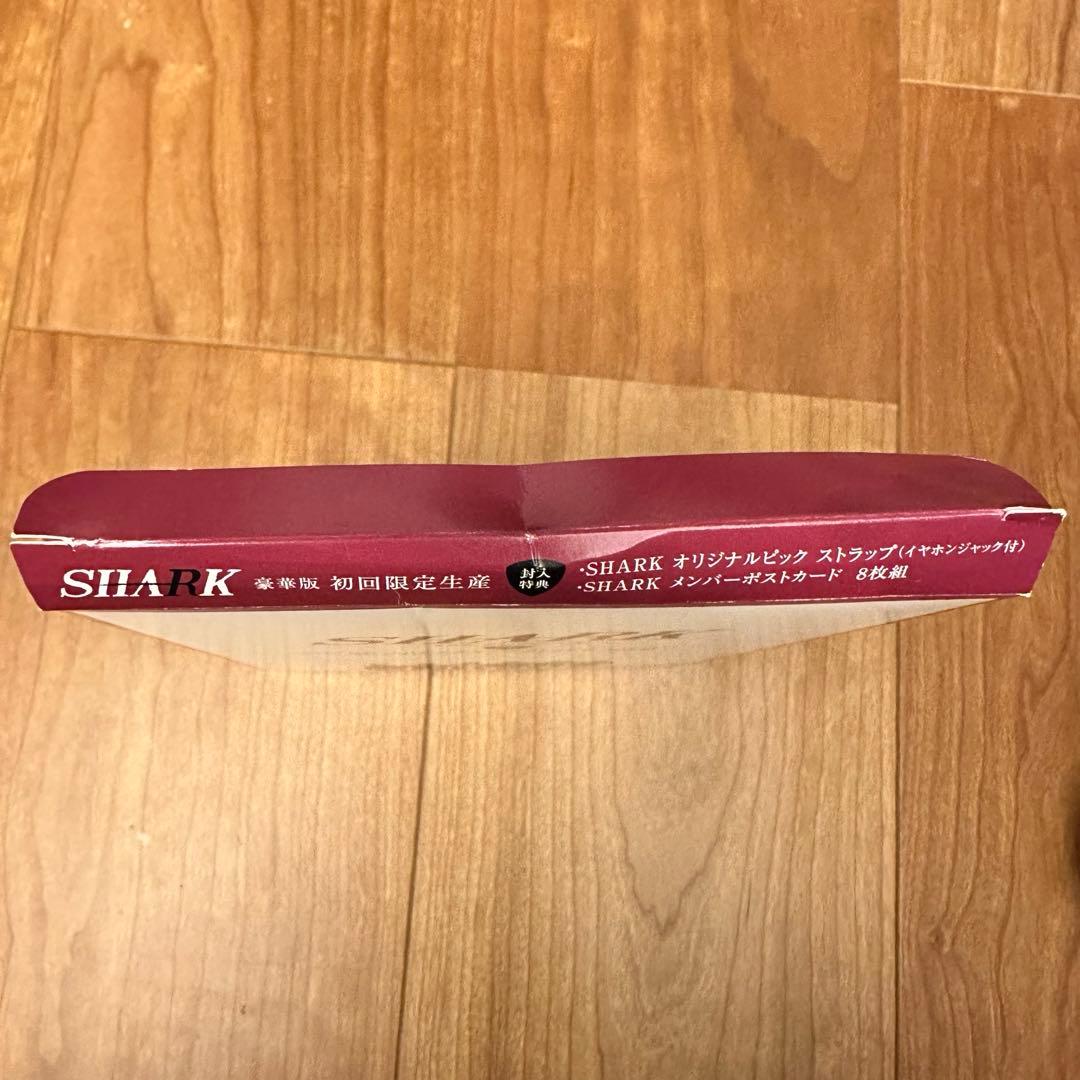 SHARK 豪華版 初回限定生産
封入
特典
・SHARK オリジナルピック ストラップ(イヤホンジャック付)
・SHARK メンバーポストカード 8枚組
SHARK